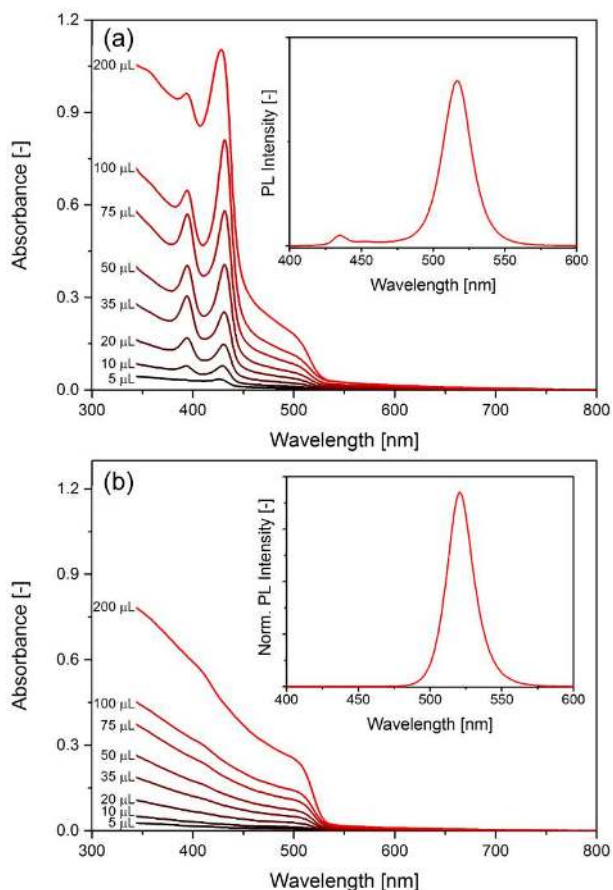 (a)
1.2
0.9
0.6
0.3
0.0
Absorbance [-]
200 μL
100 μL
75 μL
50 μL
35 μL
20 μL
10 μL
5 μL
300 400 500 600 700 800
Wavelength [nm]
PL Intensity [-]
400 450 500 550 600
Wavelength [nm]
(b)
1.2
0.9
0.6
0.3
0.0
Absorbance [-]
200 μL
100 μL
75 μL
50 μL
35 μL
20 μL
10 μL
5 μL
300 400 500 600 700 800
Wavelength [nm]
Norm. PL Intensity [-]
400 450 500 550 600
Wavelength [nm]